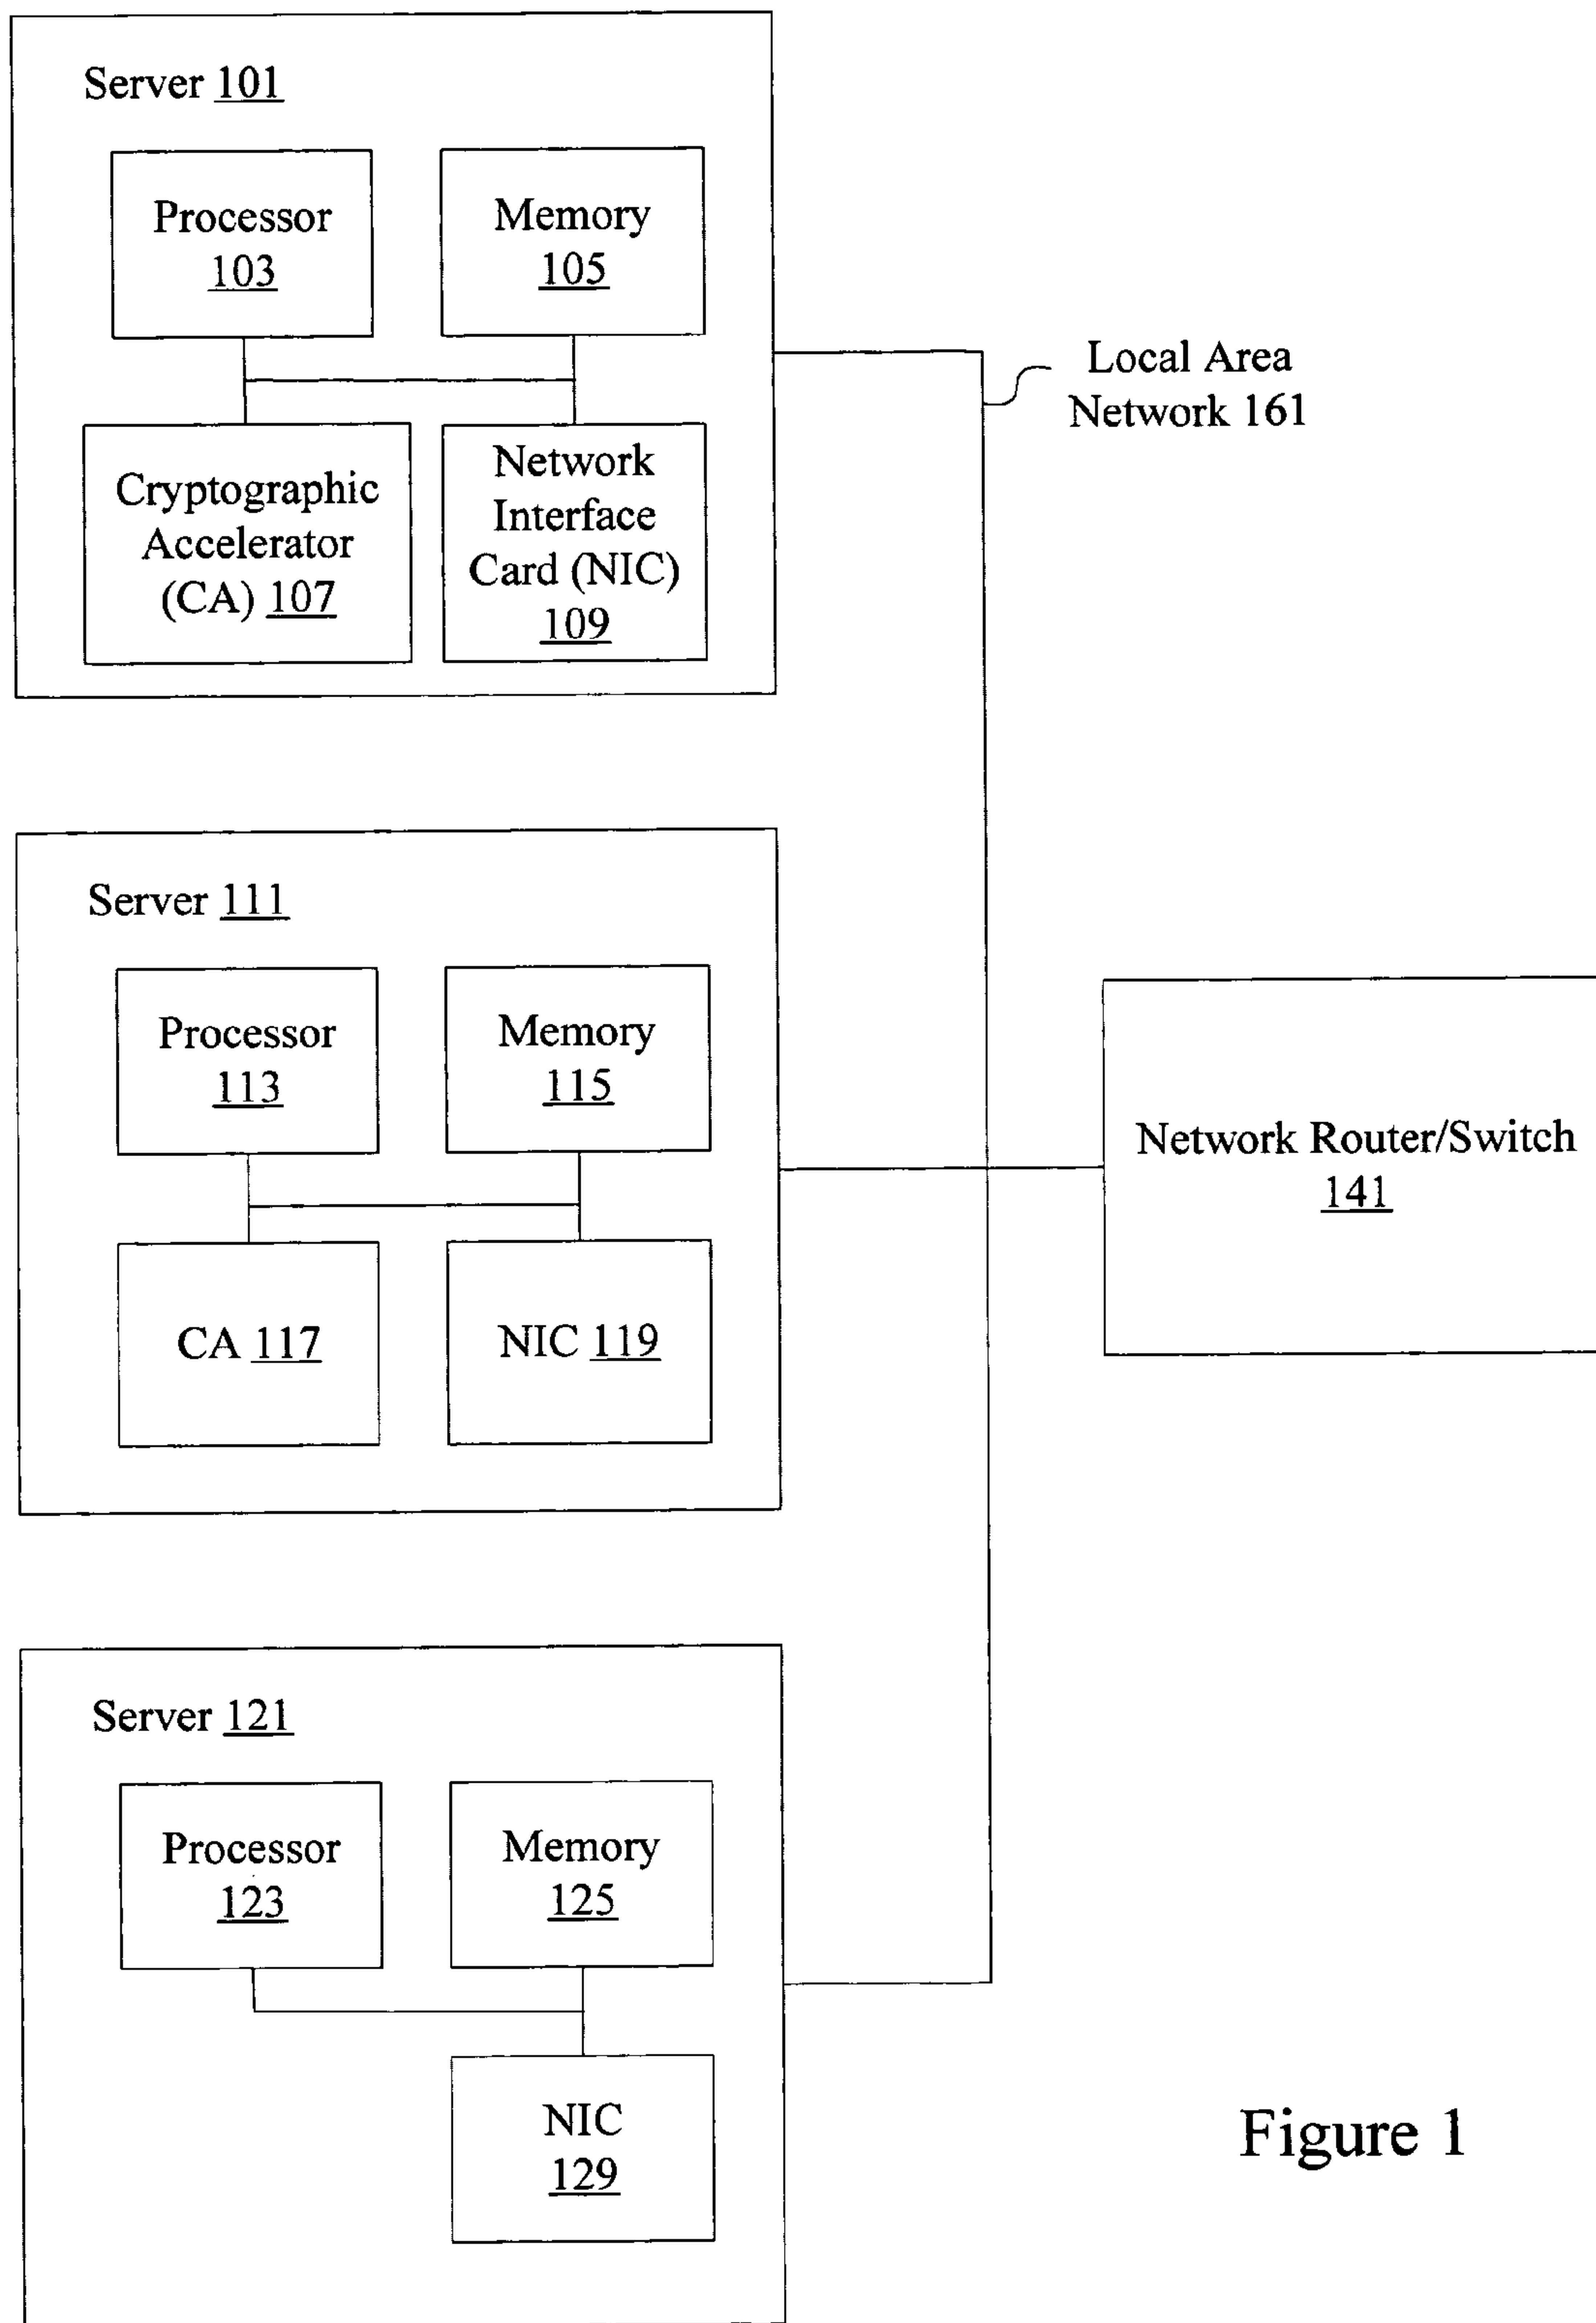 Server 101
Processor
103
Memory
105
Cryptographic
Accelerator
(CA) 107
Network
Interface
Card (NIC)
109
Local Area
Network 161
Server 111
Processor
113
Memory
115
CA 117
NIC 119
Network Router/Switch
141
Server 121
Processor
123
Memory
125
NIC
129
Figure 1